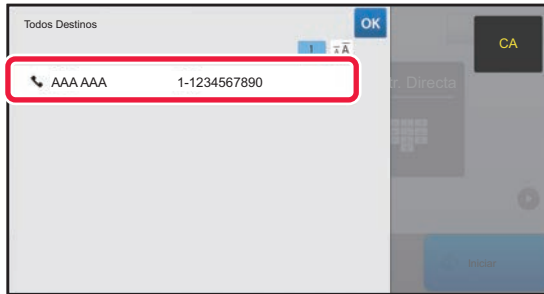 Todos Destinos
OK
CA
1
AAA AAA 1-1234567890
tr. Directa
Iniciar